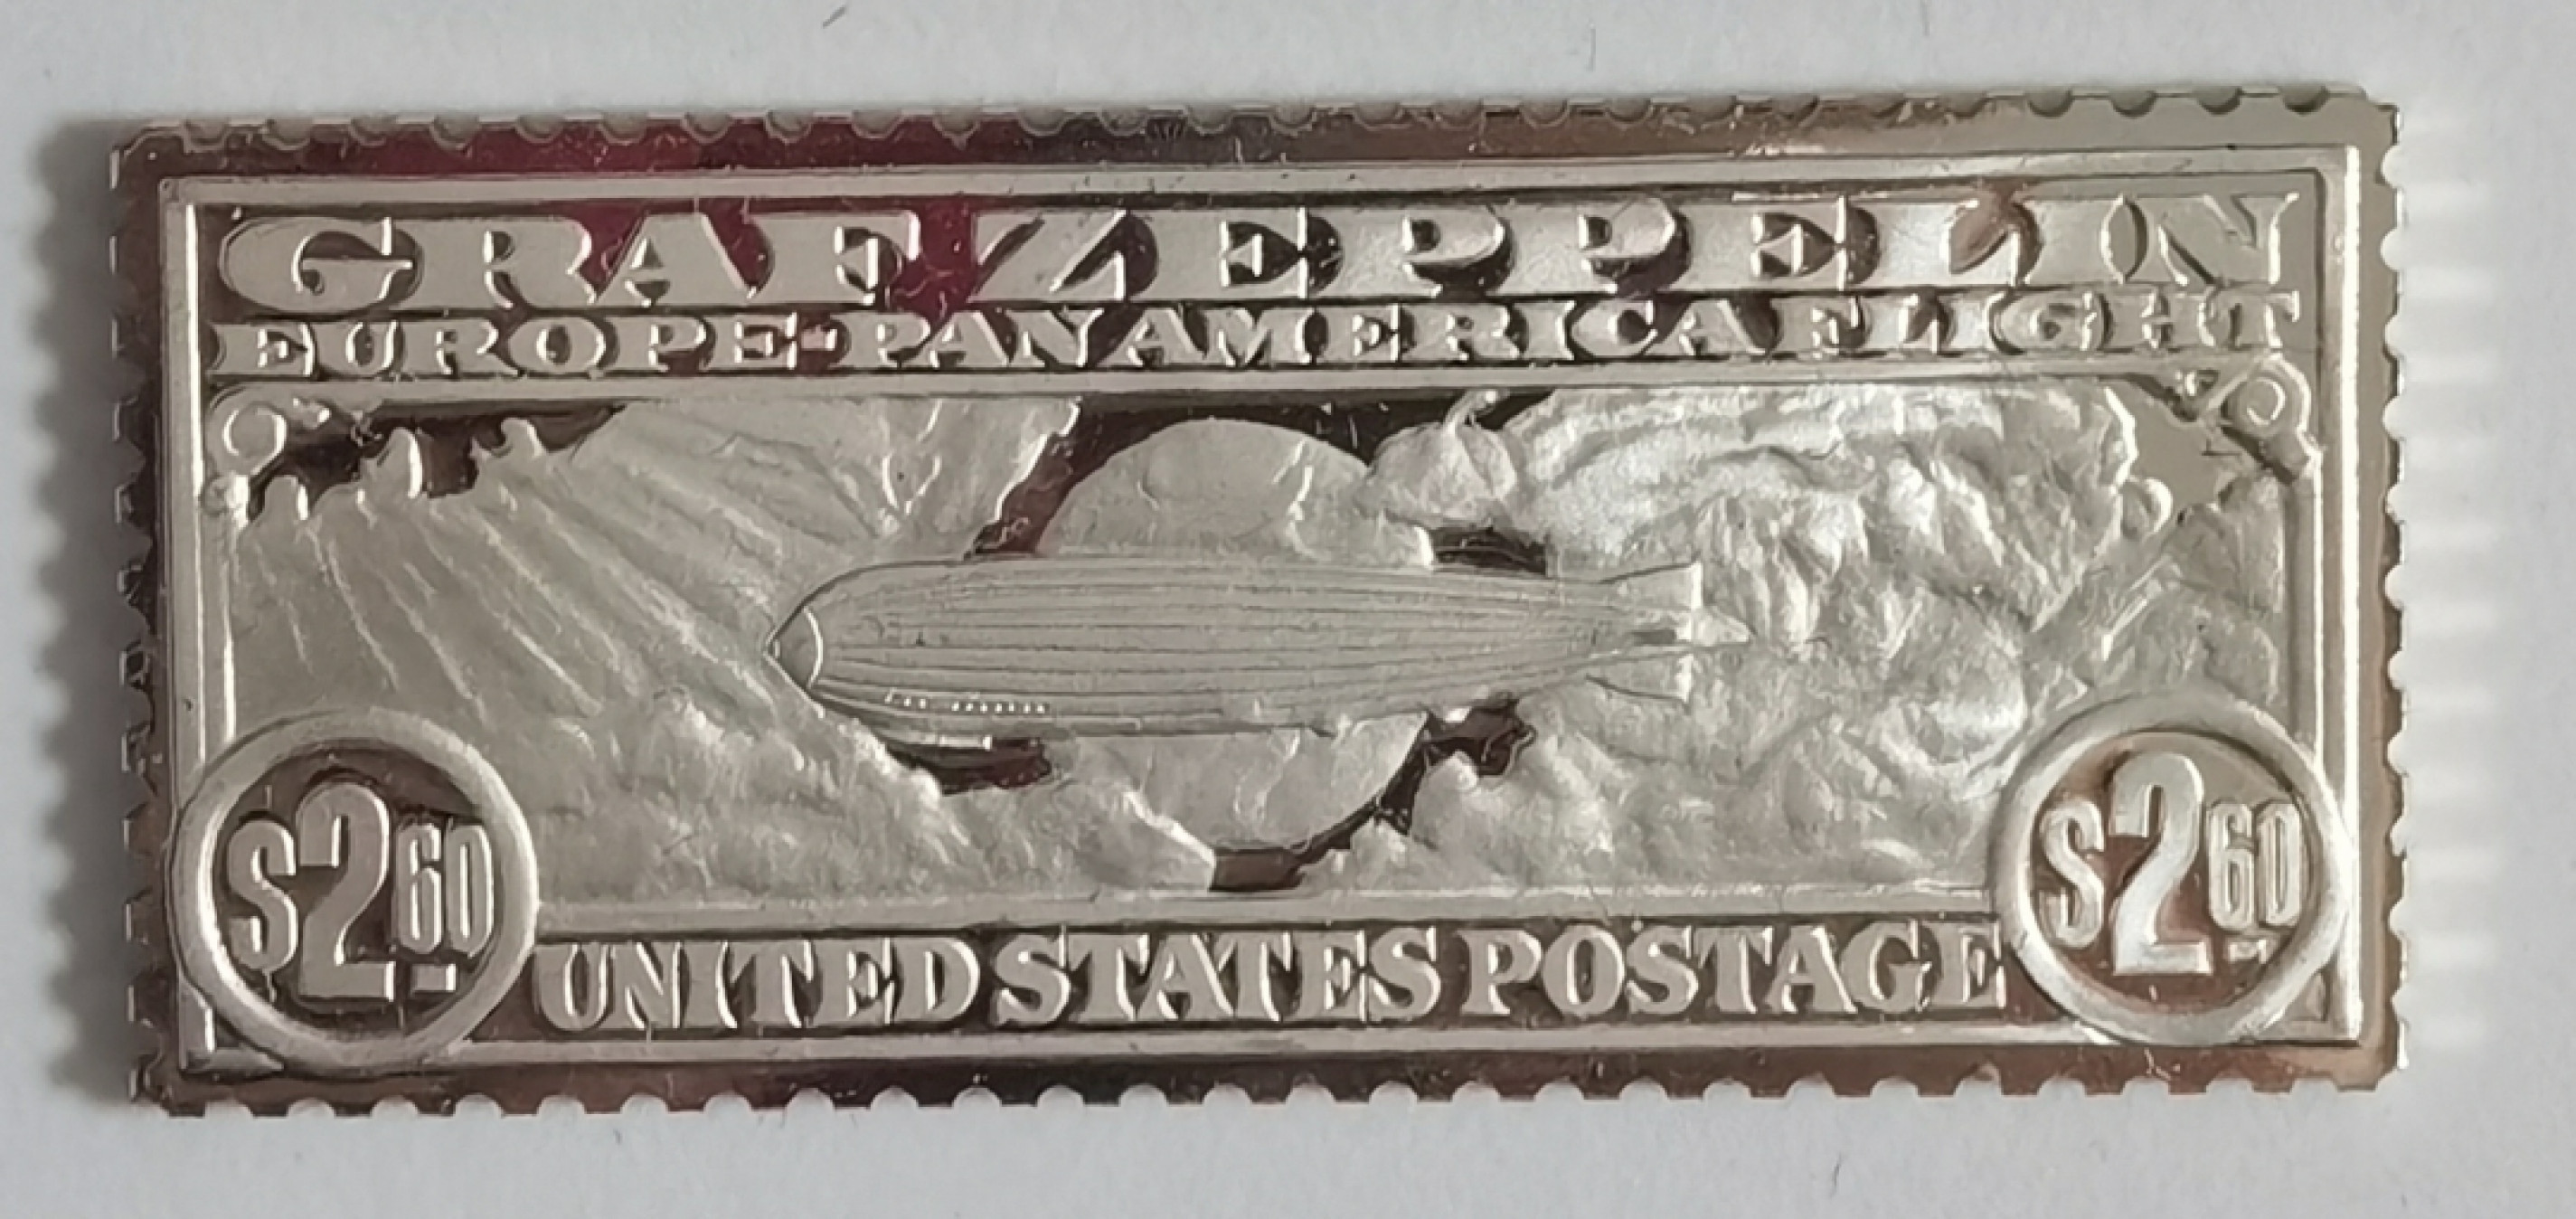 GRAF ZEPPELIN
EUROPE-PAN AMERICA FLIGHT
$2.60
$2.60
UNITED STATES POSTAGE